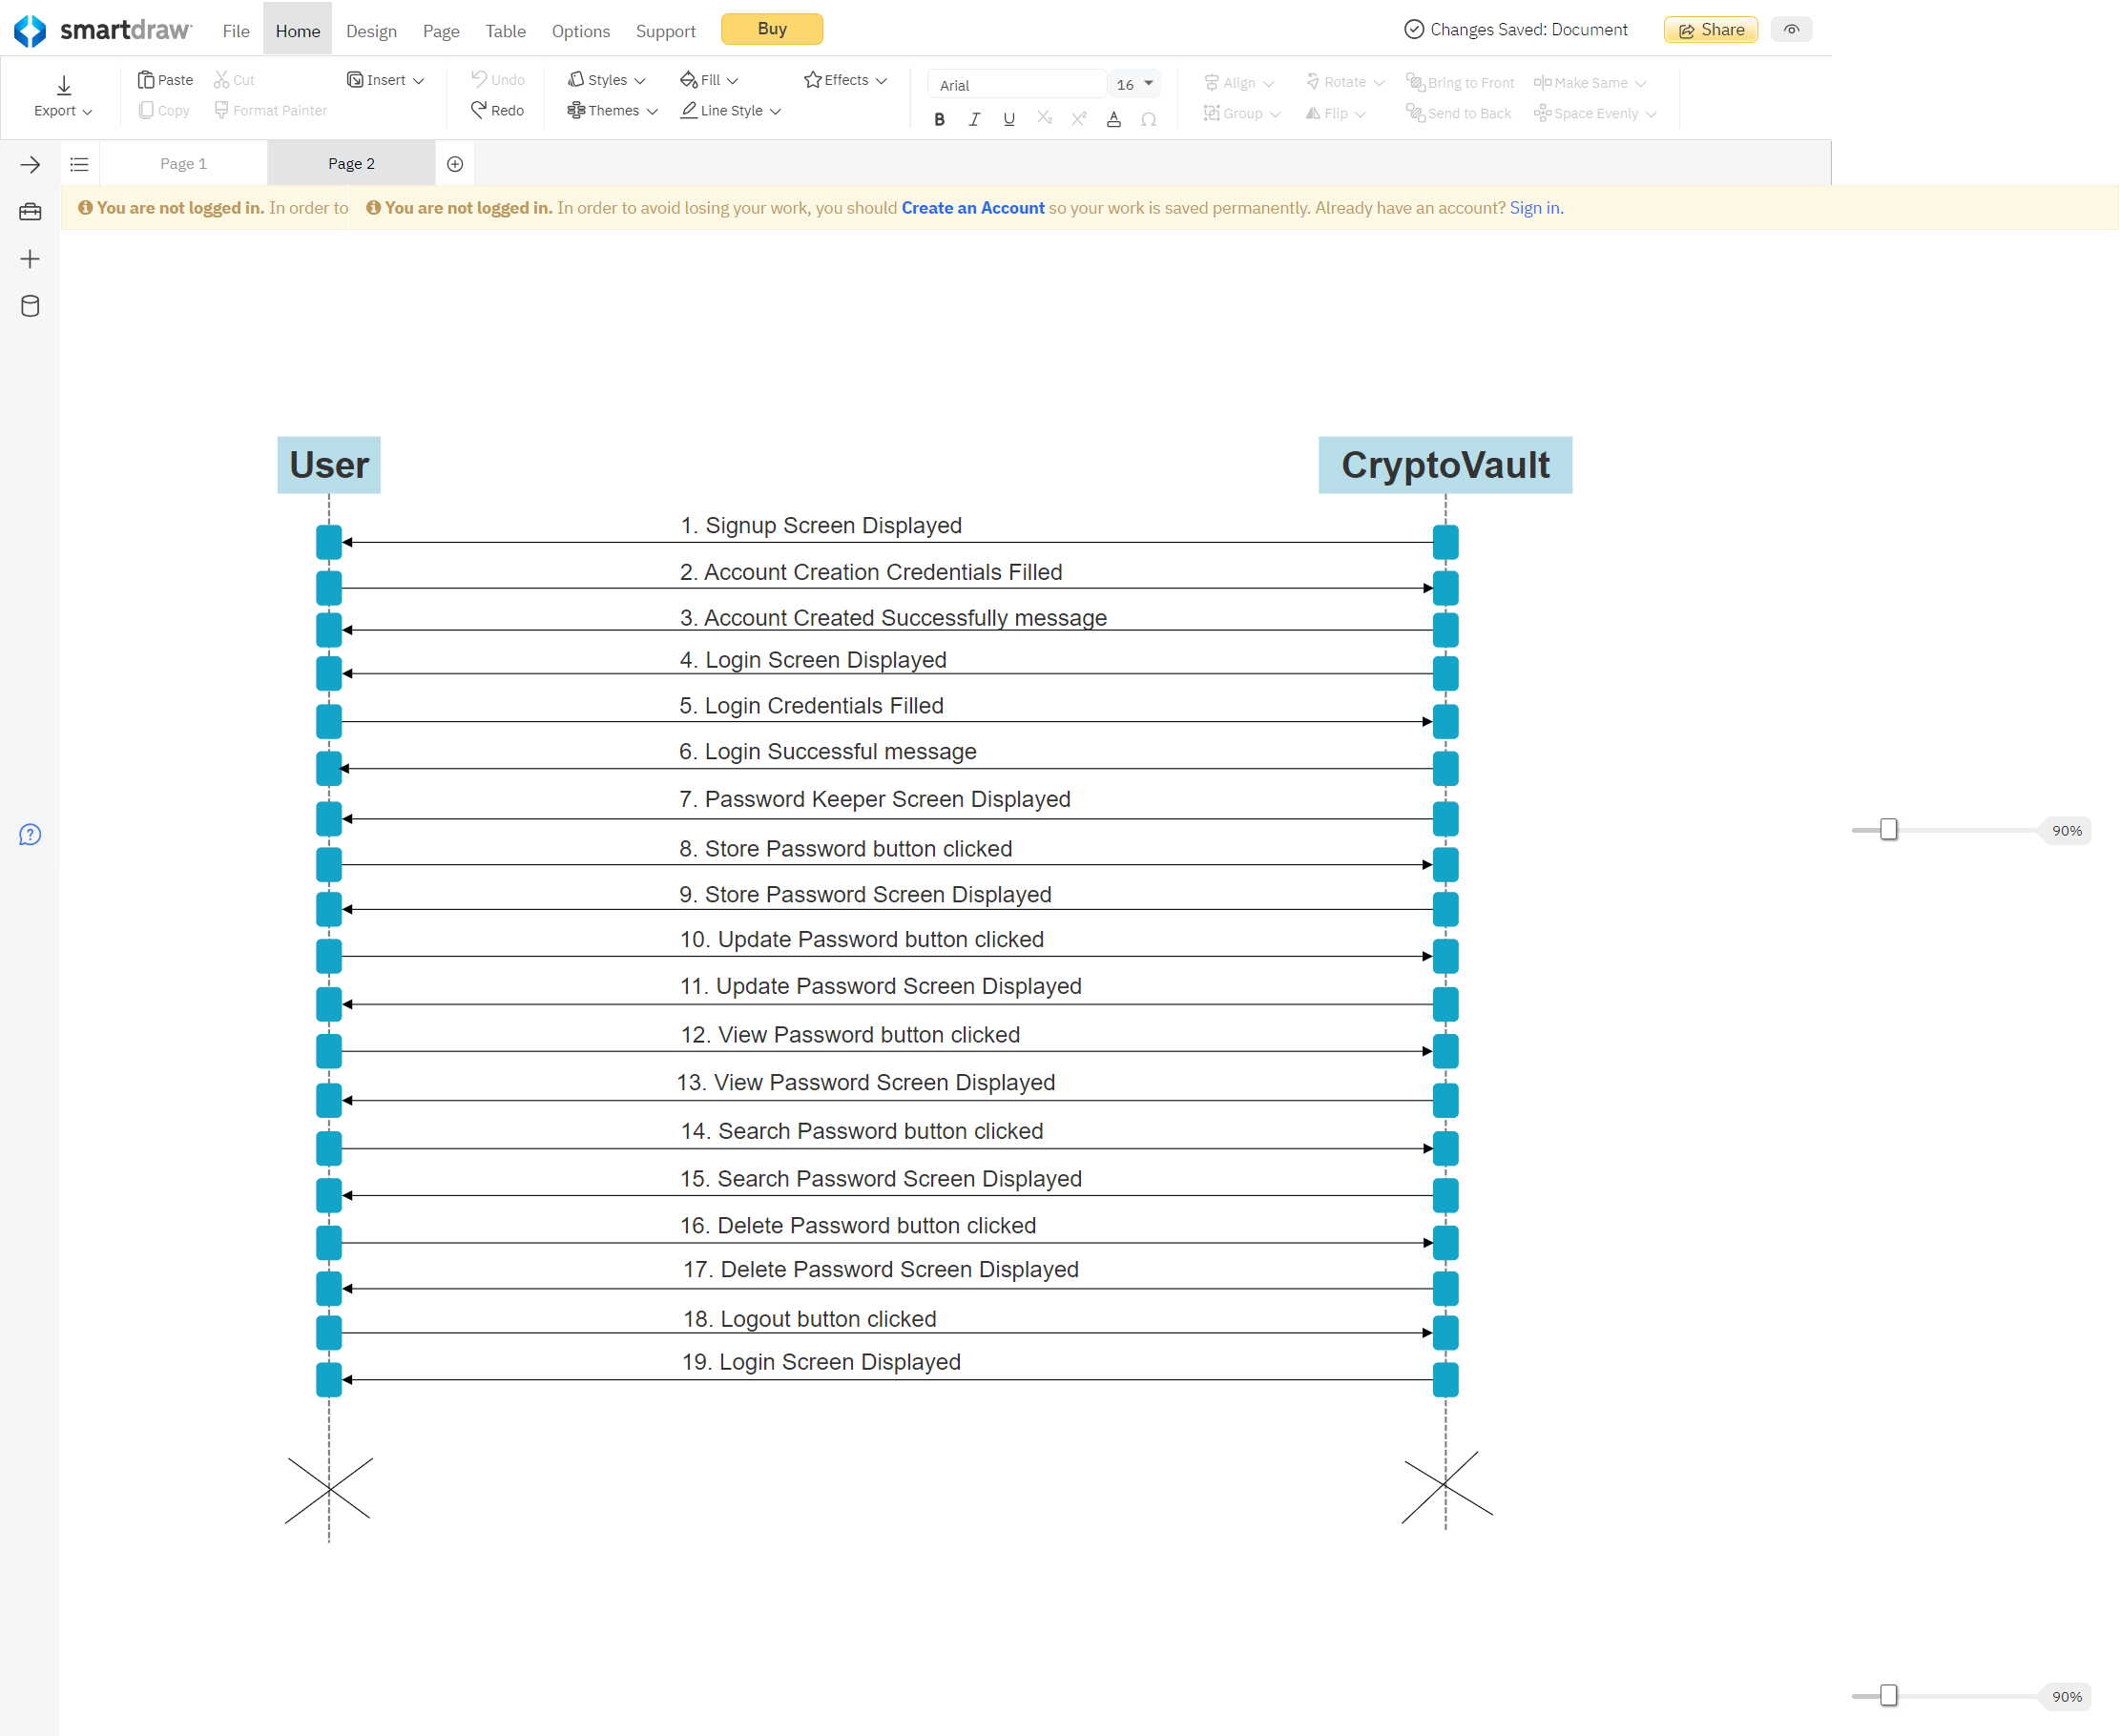 smartdraw File Home Design Page Table Options Support Buy Changes Saved: Document Share
Export Paste Cut Copy Format Painter Insert Undo Redo Styles Themes Fill Line Style Effects Arial 16 B I U X₂ X² A Ω Align Group Rotate Flip Bring to Front Send to Back Make Same Space Evenly
Page 1 Page 2
You are not logged in. In order to You are not logged in. In order to avoid losing your work, you should Create an Account so your work is saved permanently. Already have an account? Sign in.
User CryptoVault
1. Signup Screen Displayed
2. Account Creation Credentials Filled
3. Account Created Successfully message
4. Login Screen Displayed
5. Login Credentials Filled
6. Login Successful message
7. Password Keeper Screen Displayed
90%
8. Store Password button clicked
9. Store Password Screen Displayed
10. Update Password button clicked
11. Update Password Screen Displayed
12. View Password button clicked
13. View Password Screen Displayed
14. Search Password button clicked
15. Search Password Screen Displayed
16. Delete Password button clicked
17. Delete Password Screen Displayed
18. Logout button clicked
19. Login Screen Displayed
90%